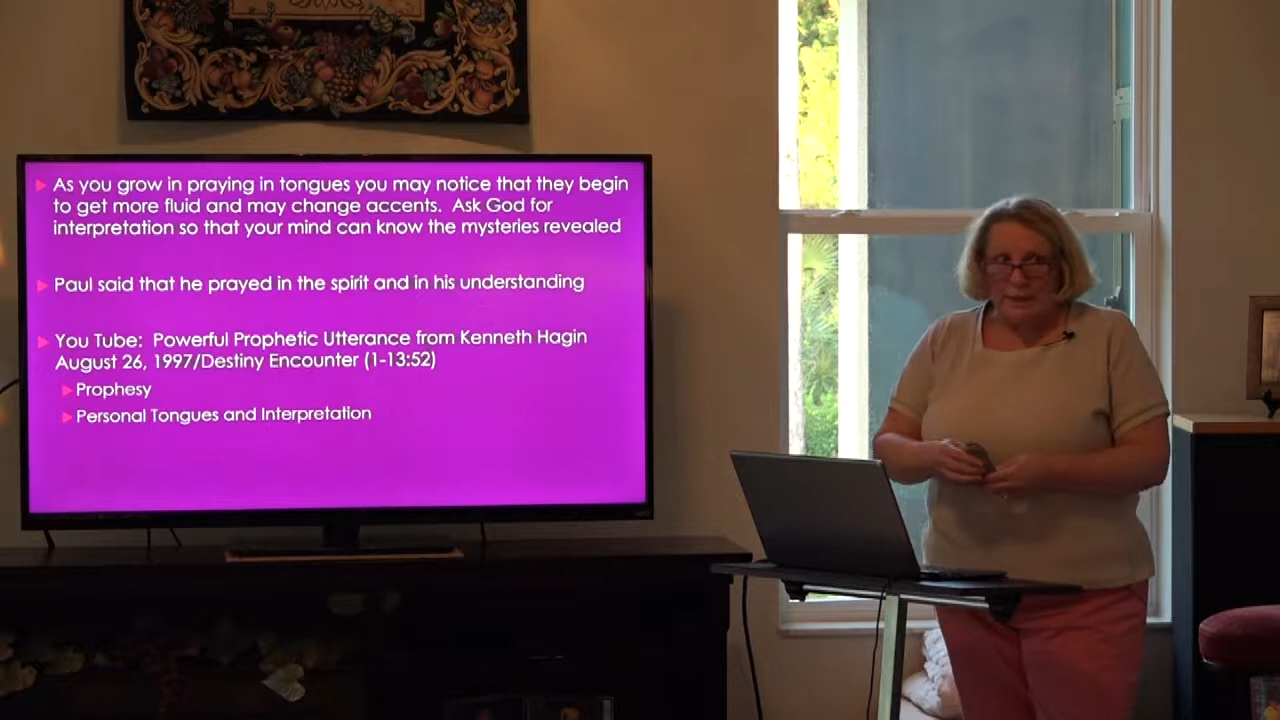 As you grow in praying in tongues you may notice that they begin
to get more fluid and may change accents.  Ask God for
interpretation so that your mind can know the mysteries revealed
Paul said that he prayed in the spirit and in his understanding
You Tube:  Powerful Prophetic Utterance from Kenneth Hagin
August 26, 1997/Destiny Encounter (1-13:52)
Prophesy
Personal Tongues and Interpretation